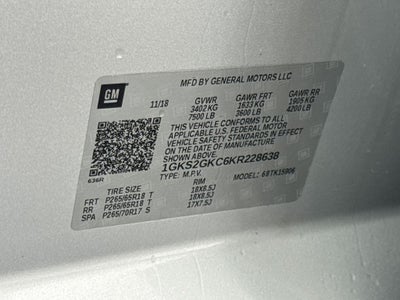 GM
MFD BY GENERAL MOTORS LLC
11/18 GVWR GAWR FRT GAWR RR
3402 KG 1633 KG 1905 KG
7500 LB 3600 LB 4200 LB
THIS VEHICLE CONFORMS TO ALL
APPLICABLE U.S. FEDERAL MOTOR
VEHICLE SAFETY STANDARDS IN EFFECT
ON THE DATE OF MANUFACTURE
SHOWN ABOVE.
1GKS2GKC6KR228638
636R TYPE: M.P.V. MODEL: 6BTK15906
TIRE SIZE RIM
FRT P265/65R18 T 18X8.5J
RR P265/65R18 T 18X8.5J
SPA P265/70R17 S 17X7.5J